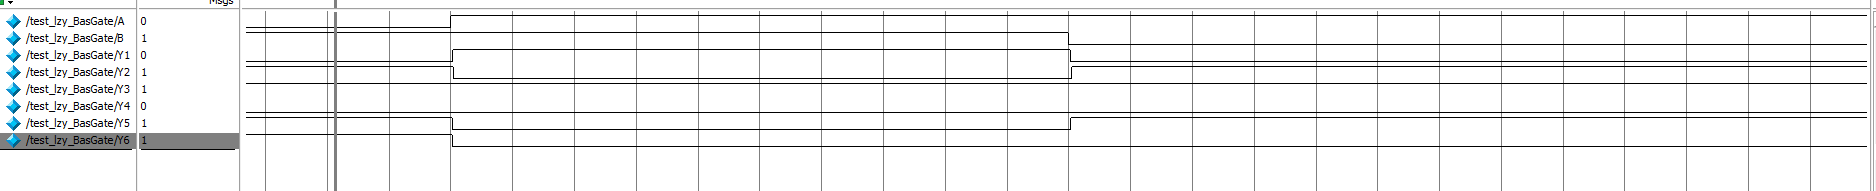 Msgs
/test_lzy_BasGate/A 0
/test_lzy_BasGate/B 1
/test_lzy_BasGate/Y1 0
/test_lzy_BasGate/Y2 1
/test_lzy_BasGate/Y3 1
/test_lzy_BasGate/Y4 0
/test_lzy_BasGate/Y5 1
/test_lzy_BasGate/Y6 1